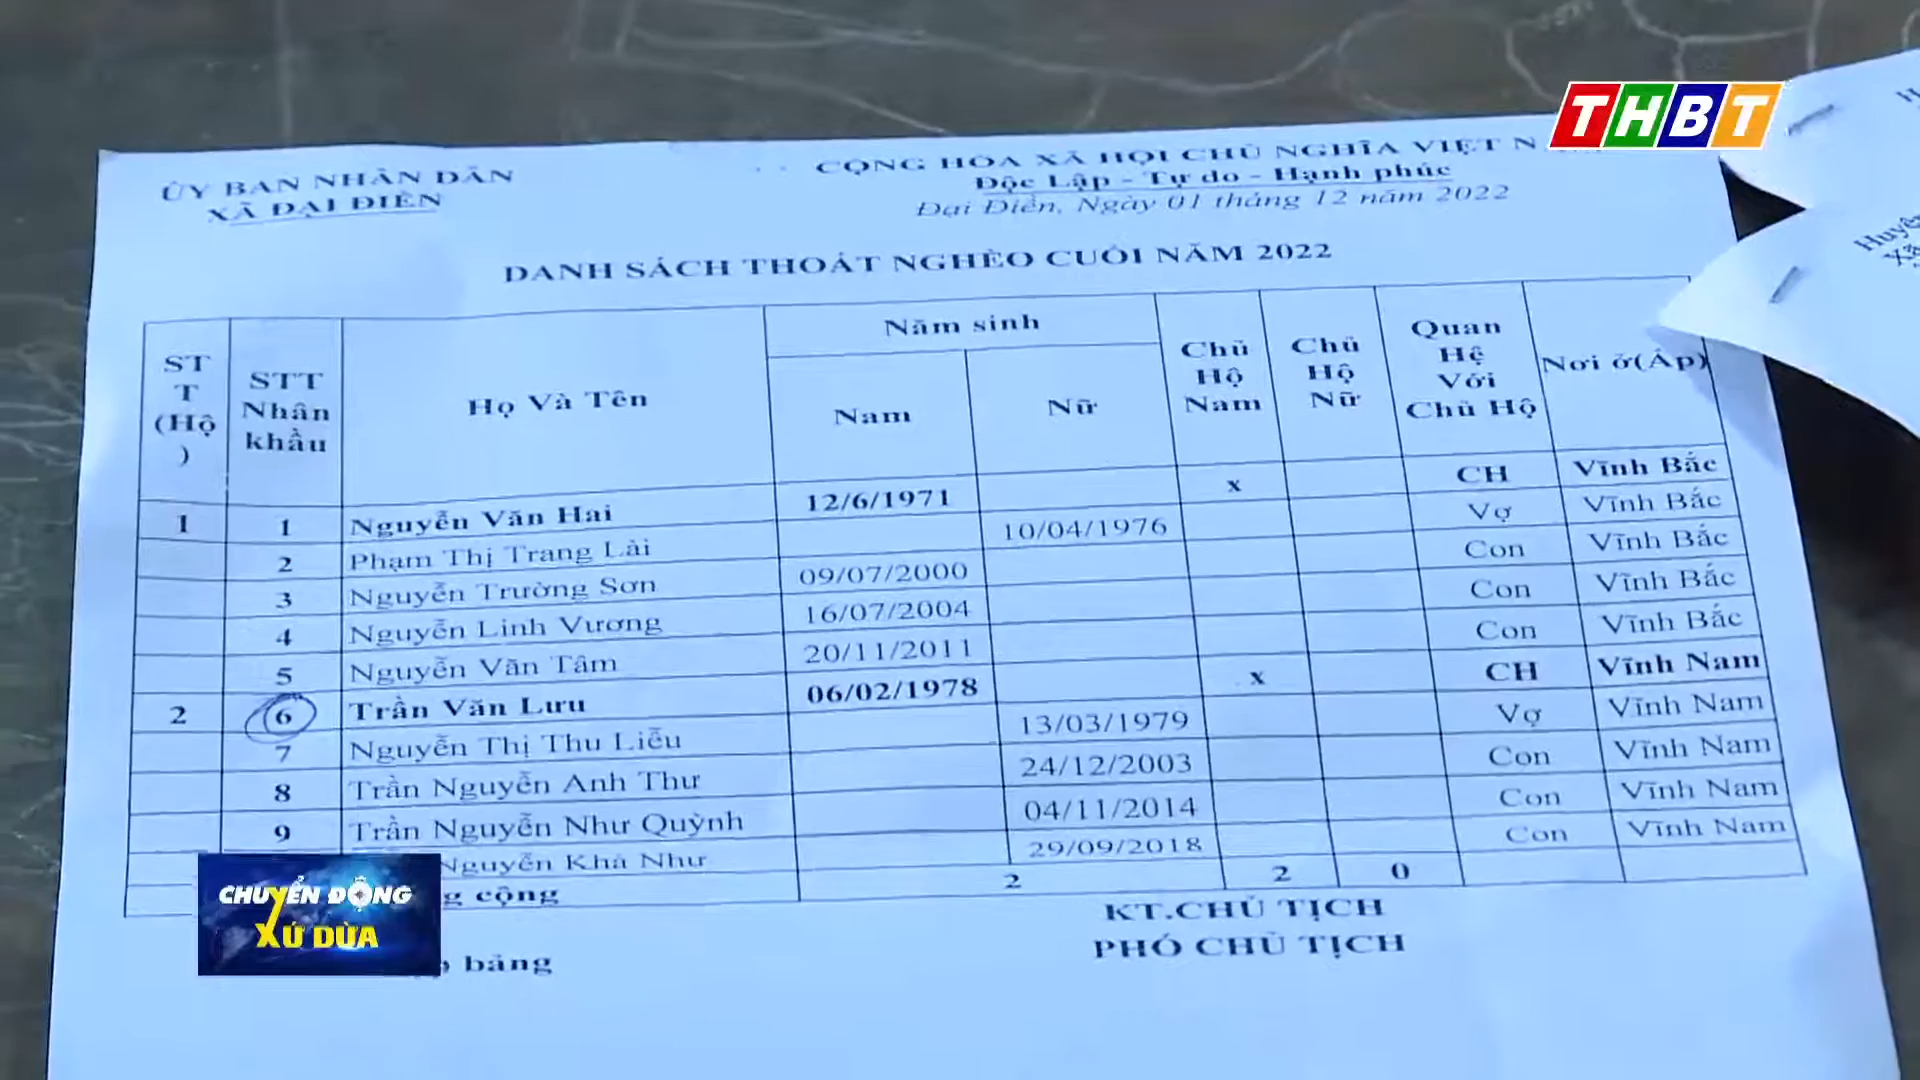 THBT
H
Huyệ
Xã
ỦY BAN NHÂN DÂN
XÃ ĐẠI ĐIỀN
CỘNG HÒA XÃ HỘI CHỦ NGHĨA VIỆT N
Độc Lập - Tự do - Hạnh phúc
Đại Điền, Ngày 01 tháng 12 năm 2022
DANH SÁCH THOÁT NGHÈO CUỐI NĂM 2022
STT (Hộ) STT Nhân khẩu Họ Và Tên Năm sinh Chủ Hộ Nam Chủ Hộ Nữ Quan Hệ Với Chủ Hộ Nơi ở(Ấp)
Nam Nữ
1 1 Nguyễn Văn Hai 12/6/1971 x CH Vĩnh Bắc
2 Phạm Thị Trang Lài 10/04/1976 Vợ Vĩnh Bắc
3 Nguyễn Trường Sơn 09/07/2000 Con Vĩnh Bắc
4 Nguyễn Linh Vương 16/07/2004 Con Vĩnh Bắc
5 Nguyễn Văn Tâm 20/11/2011 Con Vĩnh Bắc
2 6 Trần Văn Lưu 06/02/1978 x CH Vĩnh Nam
7 Nguyễn Thị Thu Liễu 13/03/1979 Vợ Vĩnh Nam
8 Trần Nguyễn Anh Thư 24/12/2003 Con Vĩnh Nam
9 Trần Nguyễn Như Quỳnh 04/11/2014 Con Vĩnh Nam
Nguyễn Khả Như 29/09/2018 Con Vĩnh Nam
g cộng 2 2 0
KT.CHỦ TỊCH
PHÓ CHỦ TỊCH
bảng
CHUYỂN ĐỘNG
XỨ DỪA